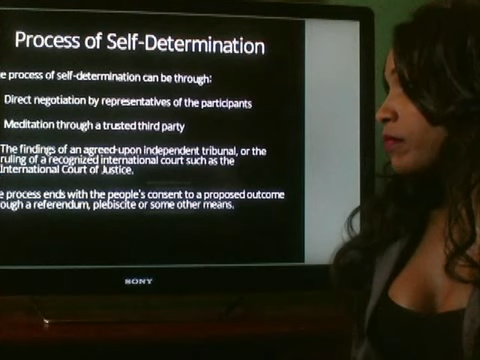 Process of Self-Determination
e process of self-determination can be through:
Direct negotiation by representatives of the participants
Meditation through a trusted third party
The findings of an agreed-upon independent tribunal, or the
ruling of a recognized international court such as the
International Court of Justice.
e process ends with the people's consent to a proposed outcome
ough a referendum, plebiscite or some other means.
SONY